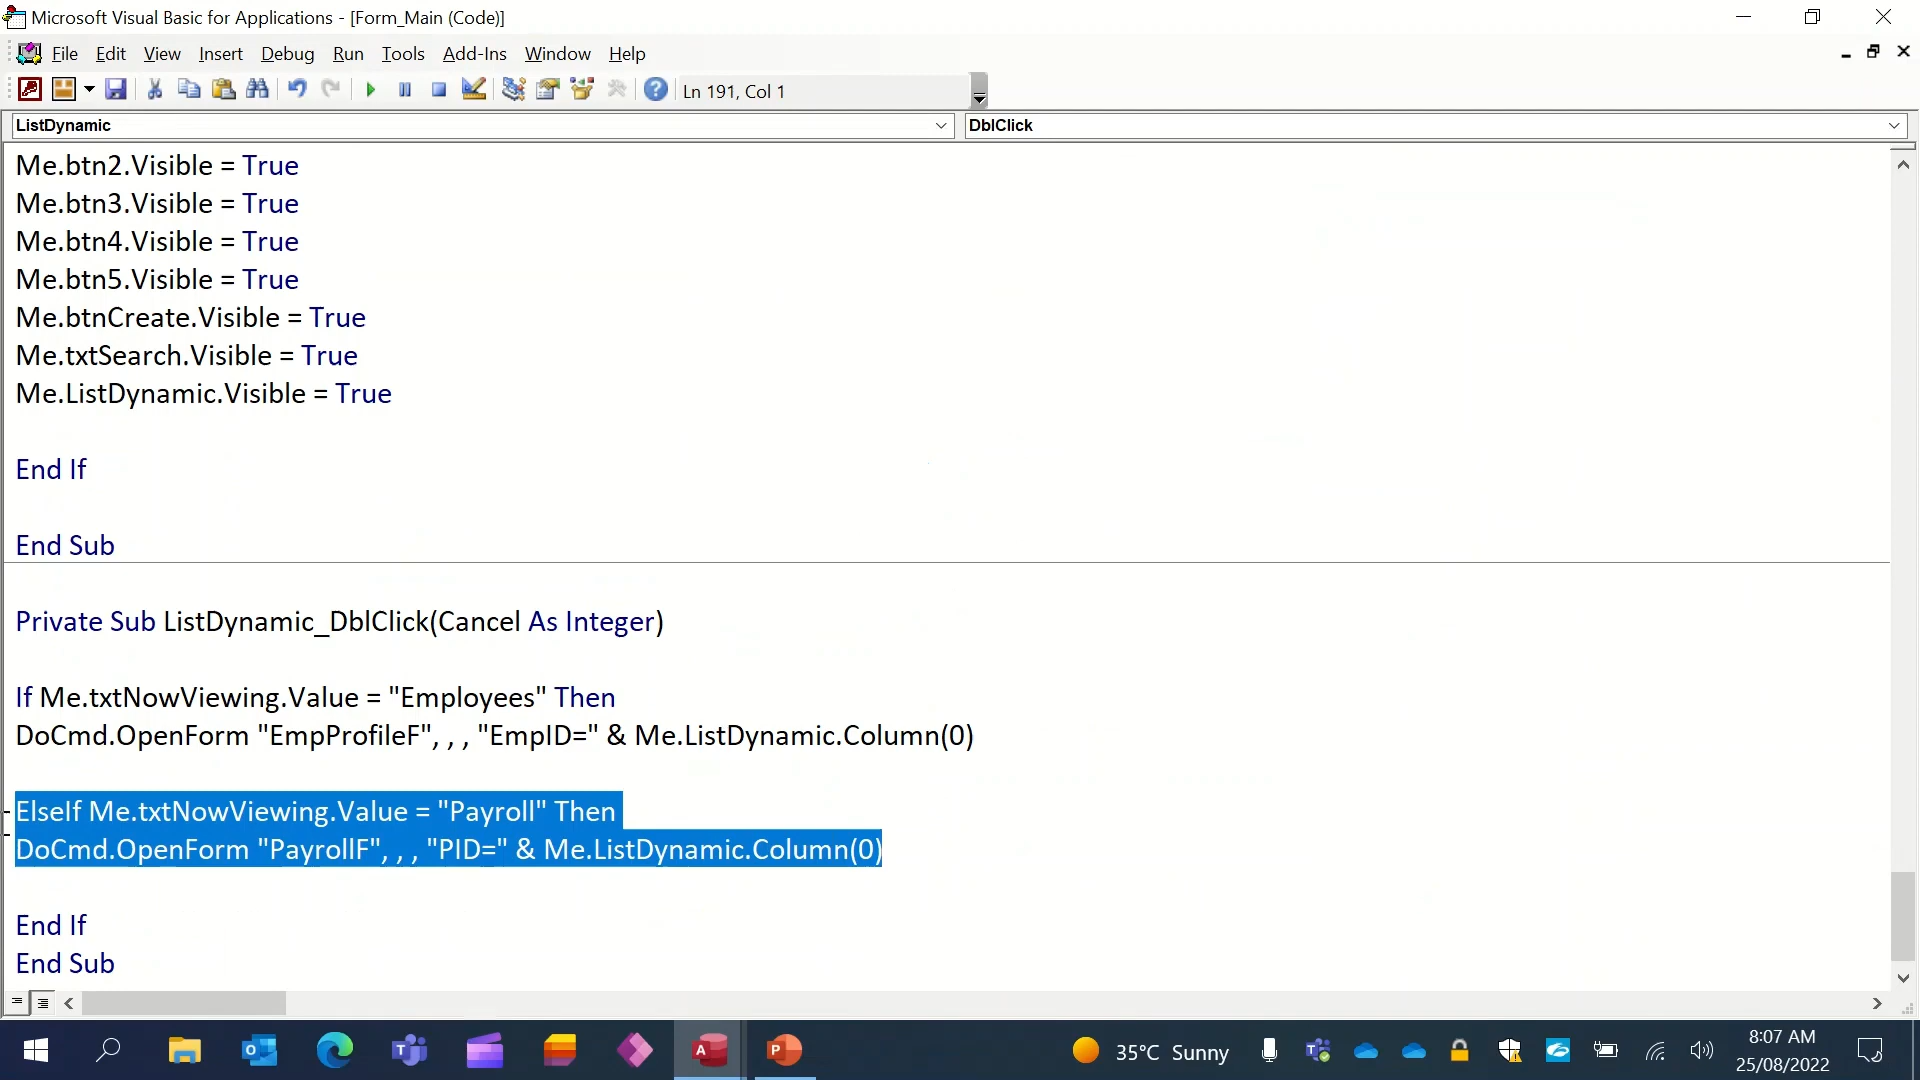 Microsoft Visual Basic for Applications - [Form_Main (Code)]
File Edit View Insert Debug Run Tools Add-Ins Window Help
Ln 191, Col 1
ListDynamic DblClick
Me.btn2.Visible = True
Me.btn3.Visible = True
Me.btn4.Visible = True
Me.btn5.Visible = True
Me.btnCreate.Visible = True
Me.txtSearch.Visible = True
Me.ListDynamic.Visible = True
End If
End Sub
Private Sub ListDynamic_DblClick(Cancel As Integer)
If Me.txtNowViewing.Value = "Employees" Then
DoCmd.OpenForm "EmpProfileF", , , "EmpID=" & Me.ListDynamic.Column(0)
ElseIf Me.txtNowViewing.Value = "Payroll" Then
DoCmd.OpenForm "PayrollF", , , "PID=" & Me.ListDynamic.Column(0)
End If
End Sub
35°C Sunny
8:07 AM
25/08/2022